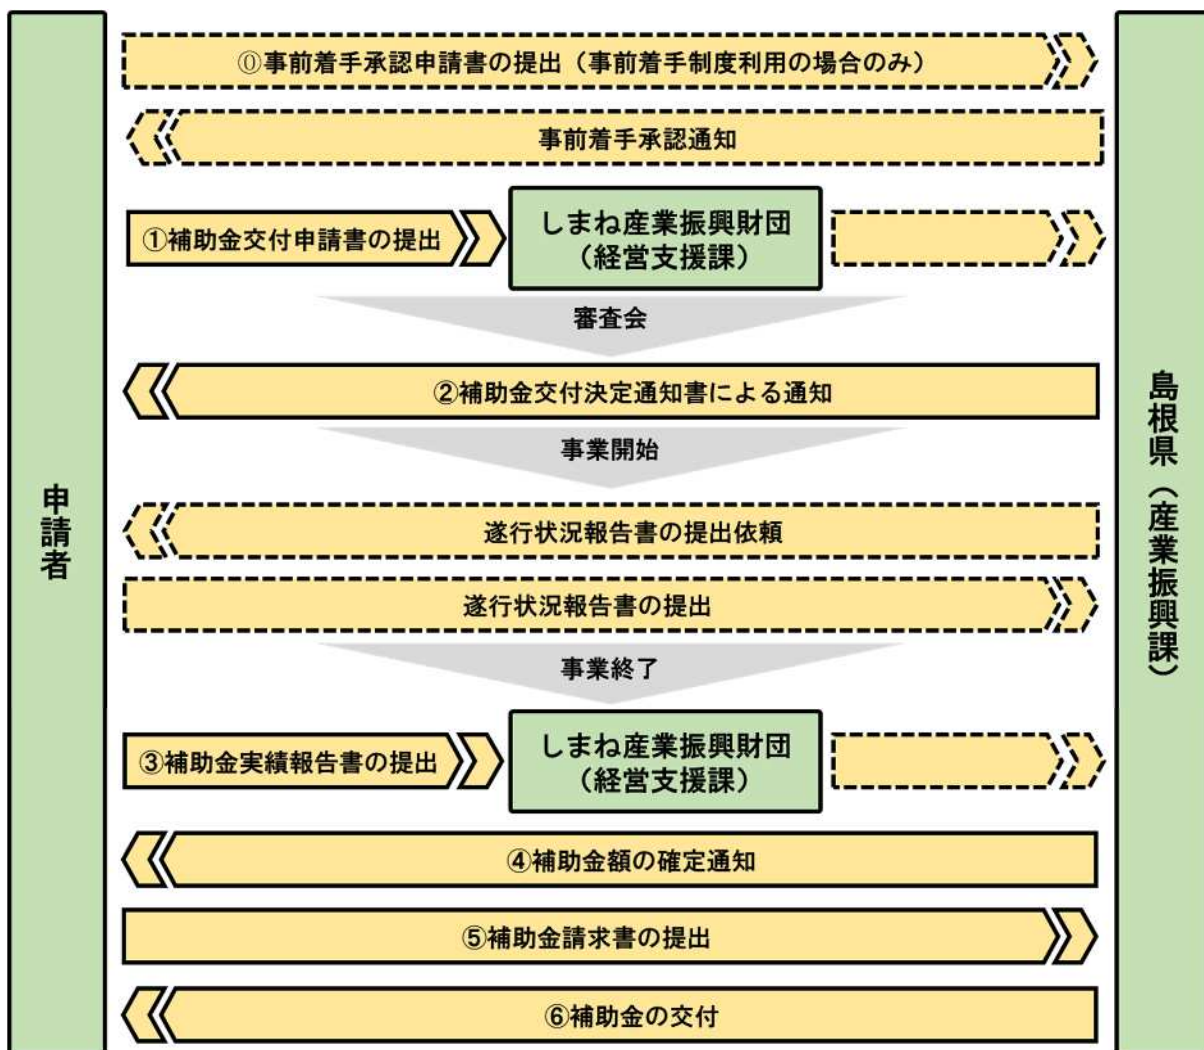 ⓪事前着手承認申請書の提出（事前着手制度利用の場合のみ）
事前着手承認通知
①補助金交付申請書の提出
しまね産業振興財団
（経営支援課）
審査会
②補助金交付決定通知書による通知
事業開始
申請者
島根県（産業振興課）
遂行状況報告書の提出依頼
遂行状況報告書の提出
事業終了
③補助金実績報告書の提出
しまね産業振興財団
（経営支援課）
④補助金額の確定通知
⑤補助金請求書の提出
⑥補助金の交付